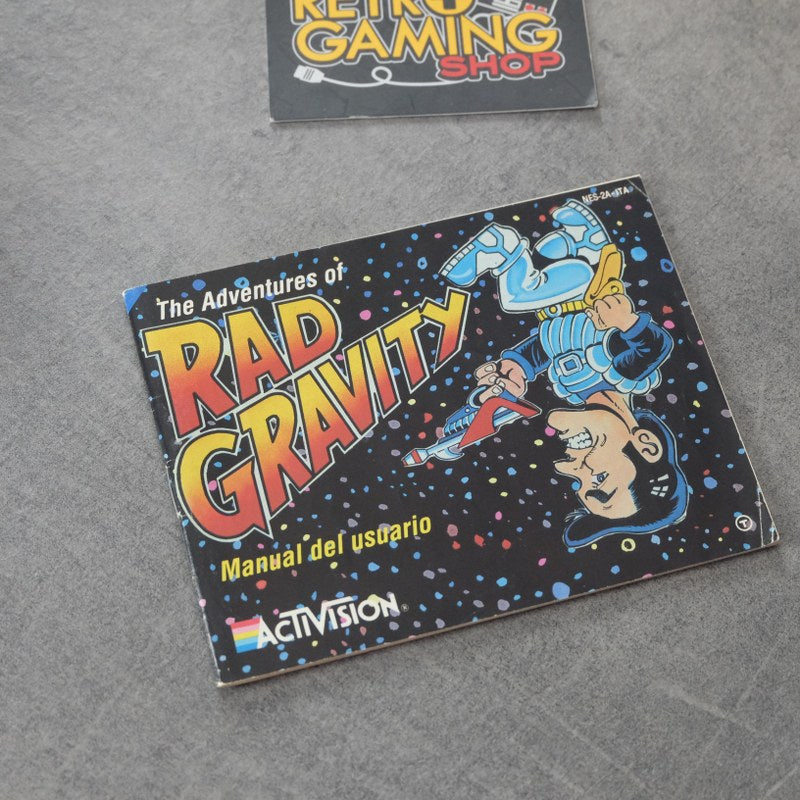 RETRO
GAMING
SHOP
NES-2A-ITA
The Adventures of
RAD
GRAVITY
Manual del usuario
ACTIVISION®
T